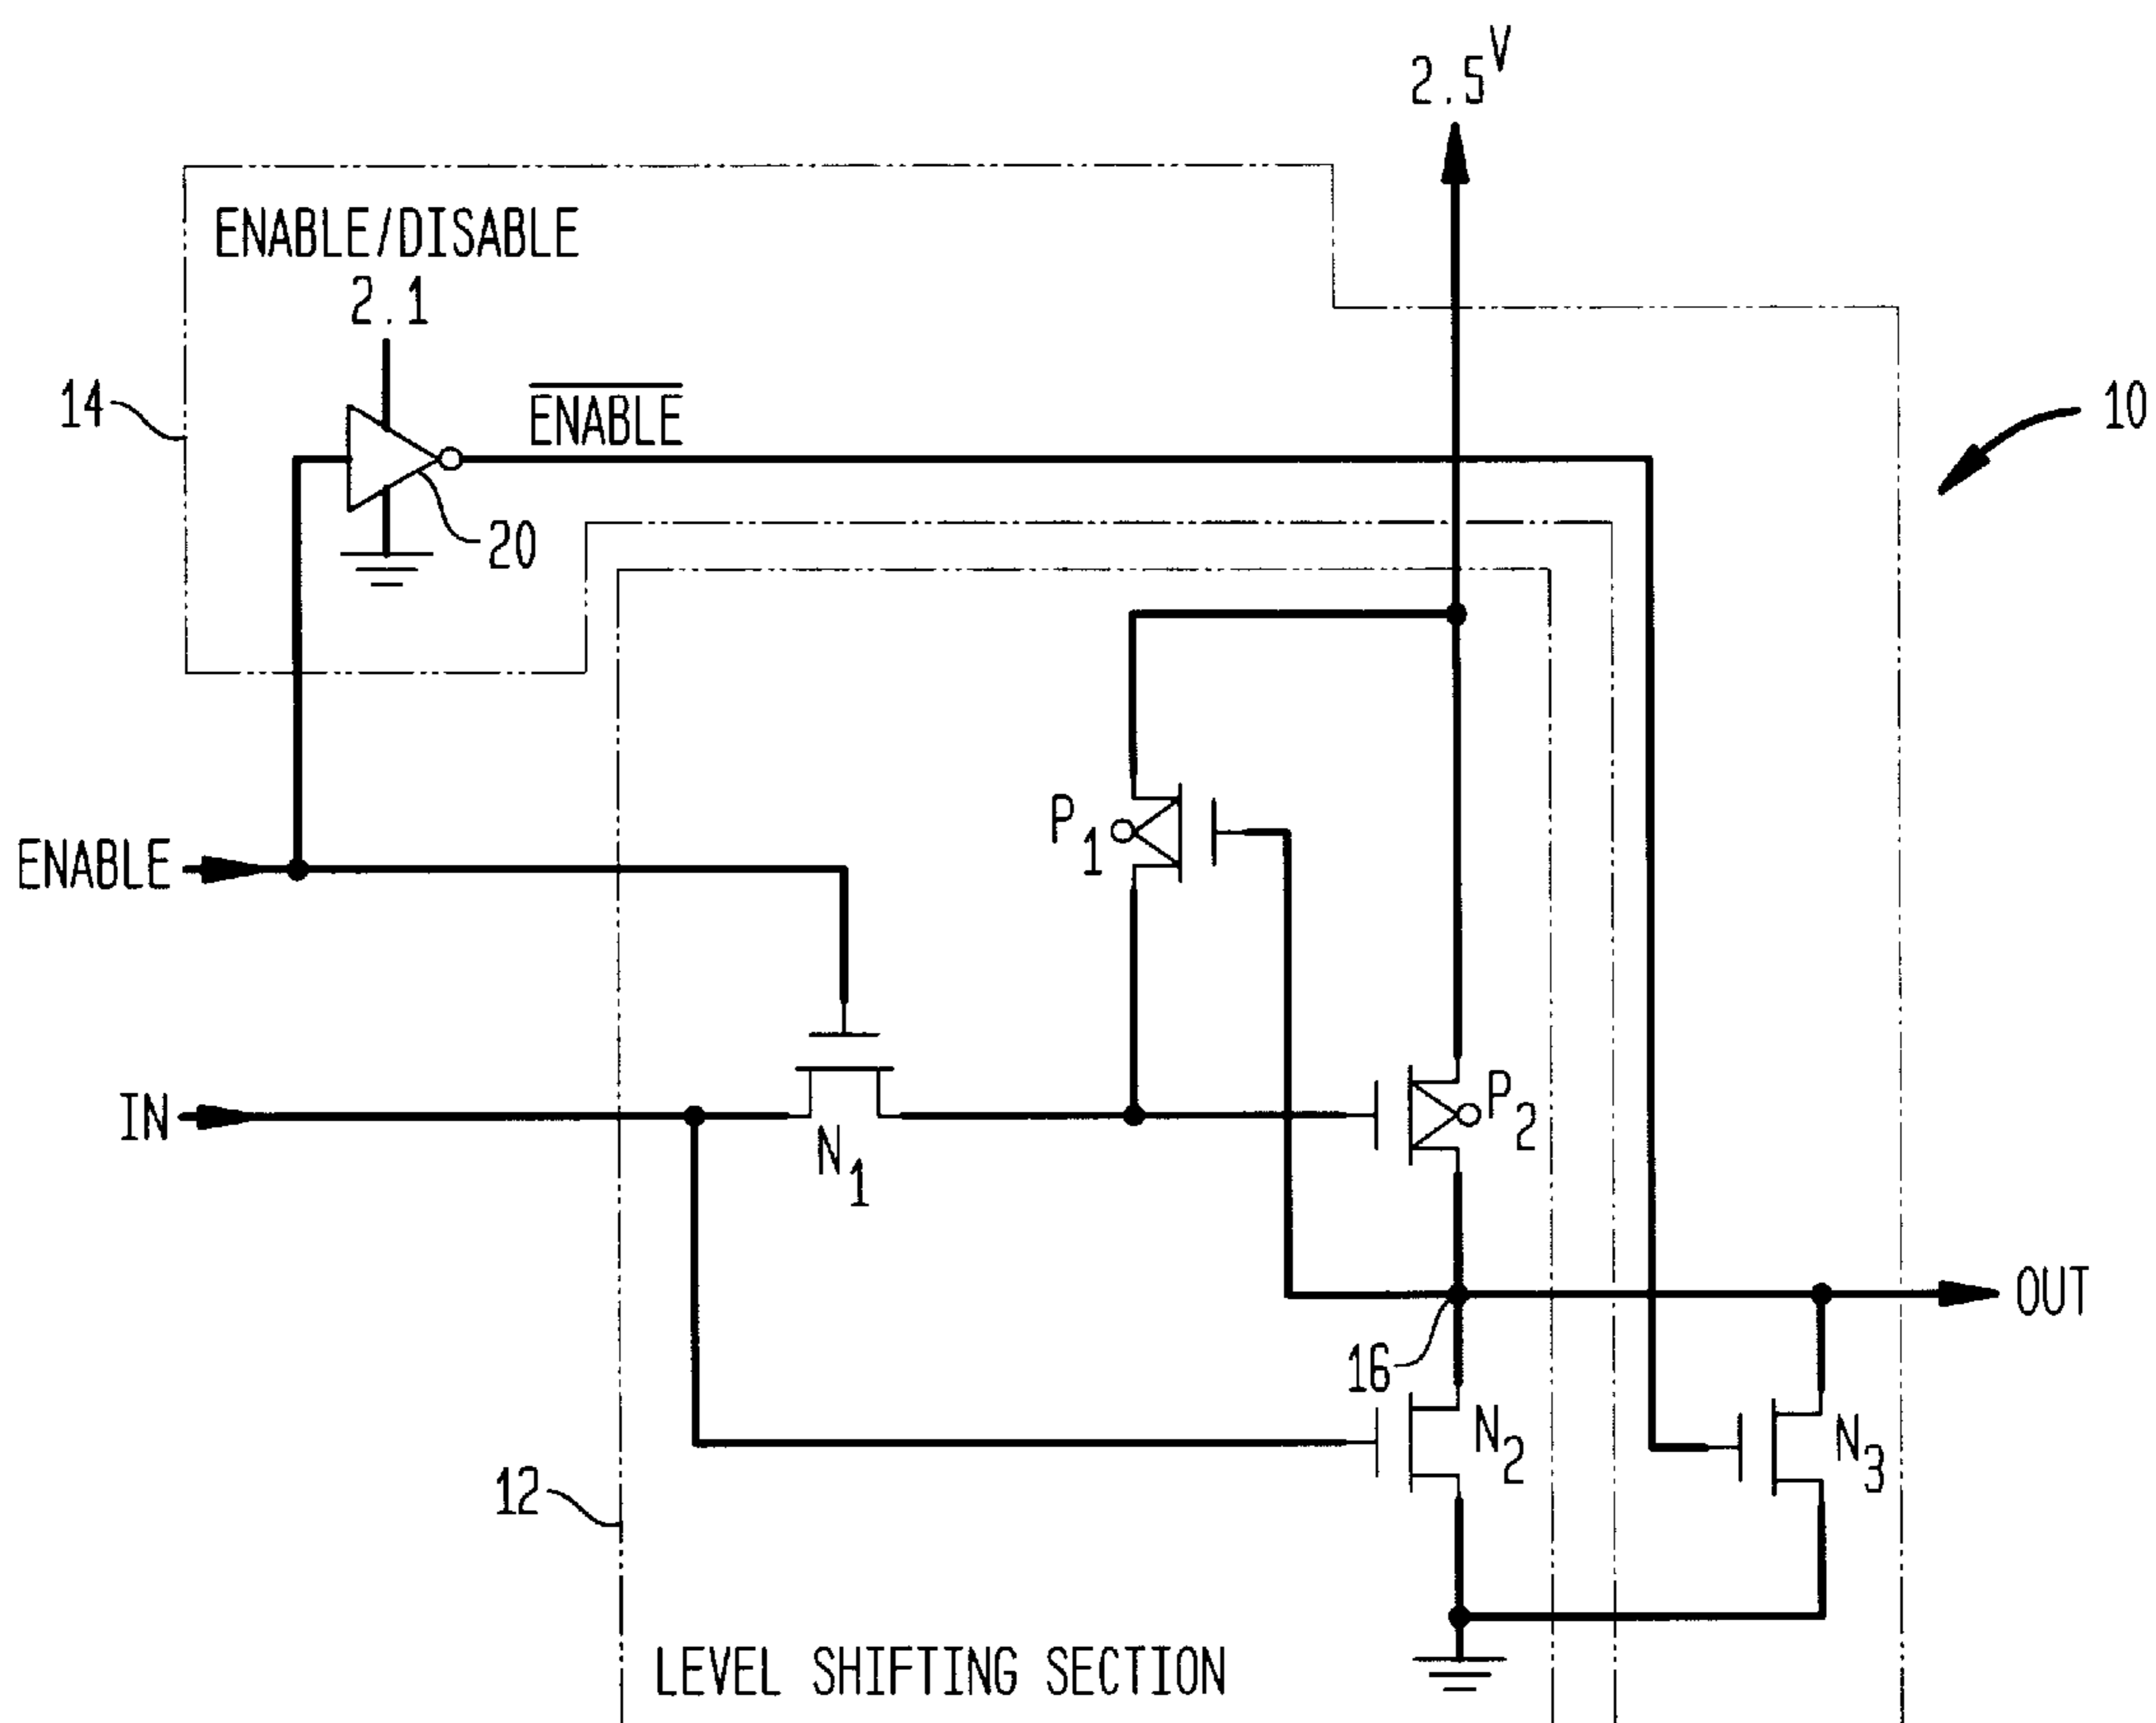 2.5V
ENABLE/DISABLE
2.1
14
ENABLE
10
20
P1
ENABLE
IN
N1
P2
16
OUT
N2
N3
12
LEVEL SHIFTING SECTION